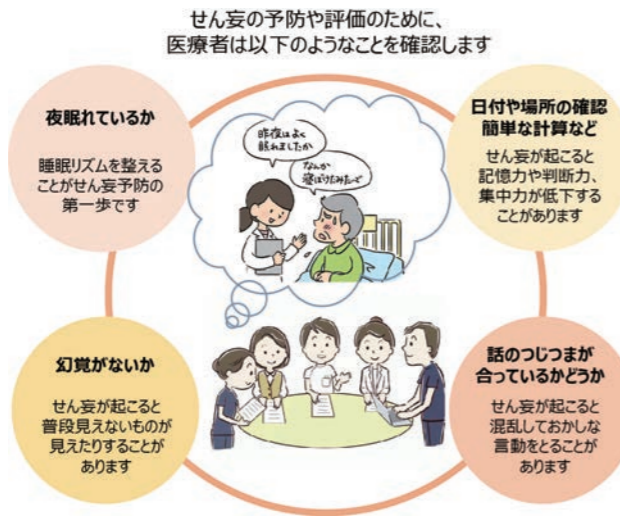 せん妄の予防や評価のために、
医療者は以下のようなことを確認します
夜眠れているか
睡眠リズムを整える
ことがせん妄予防の
第一歩です
日付や場所の確認
簡単な計算など
せん妄が起こると
記憶力や判断力、
集中力が低下する
ことがあります
昨夜はよく
眠れましたか
なんか
寝ぼけたみたいで
幻覚がないか
せん妄が起こると
普段見えないものが
見えたりすることが
あります
話のつじつまが
合っているかどうか
せん妄が起こると
混乱しておかしな
言動をとることが
あります